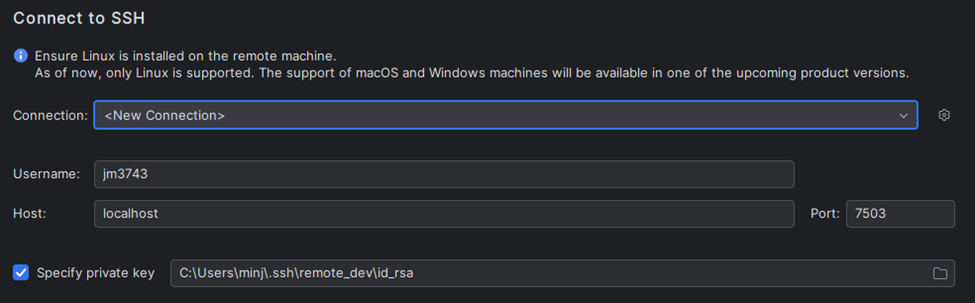 Connect to SSH
Ensure Linux is installed on the remote machine.
As of now, only Linux is supported. The support of macOS and Windows machines will be available in one of the upcoming product versions.
Connection: <New Connection>
Username: jm3743
Host: localhost Port: 7503
Specify private key C:\Users\minj\.ssh\remote_dev\id_rsa